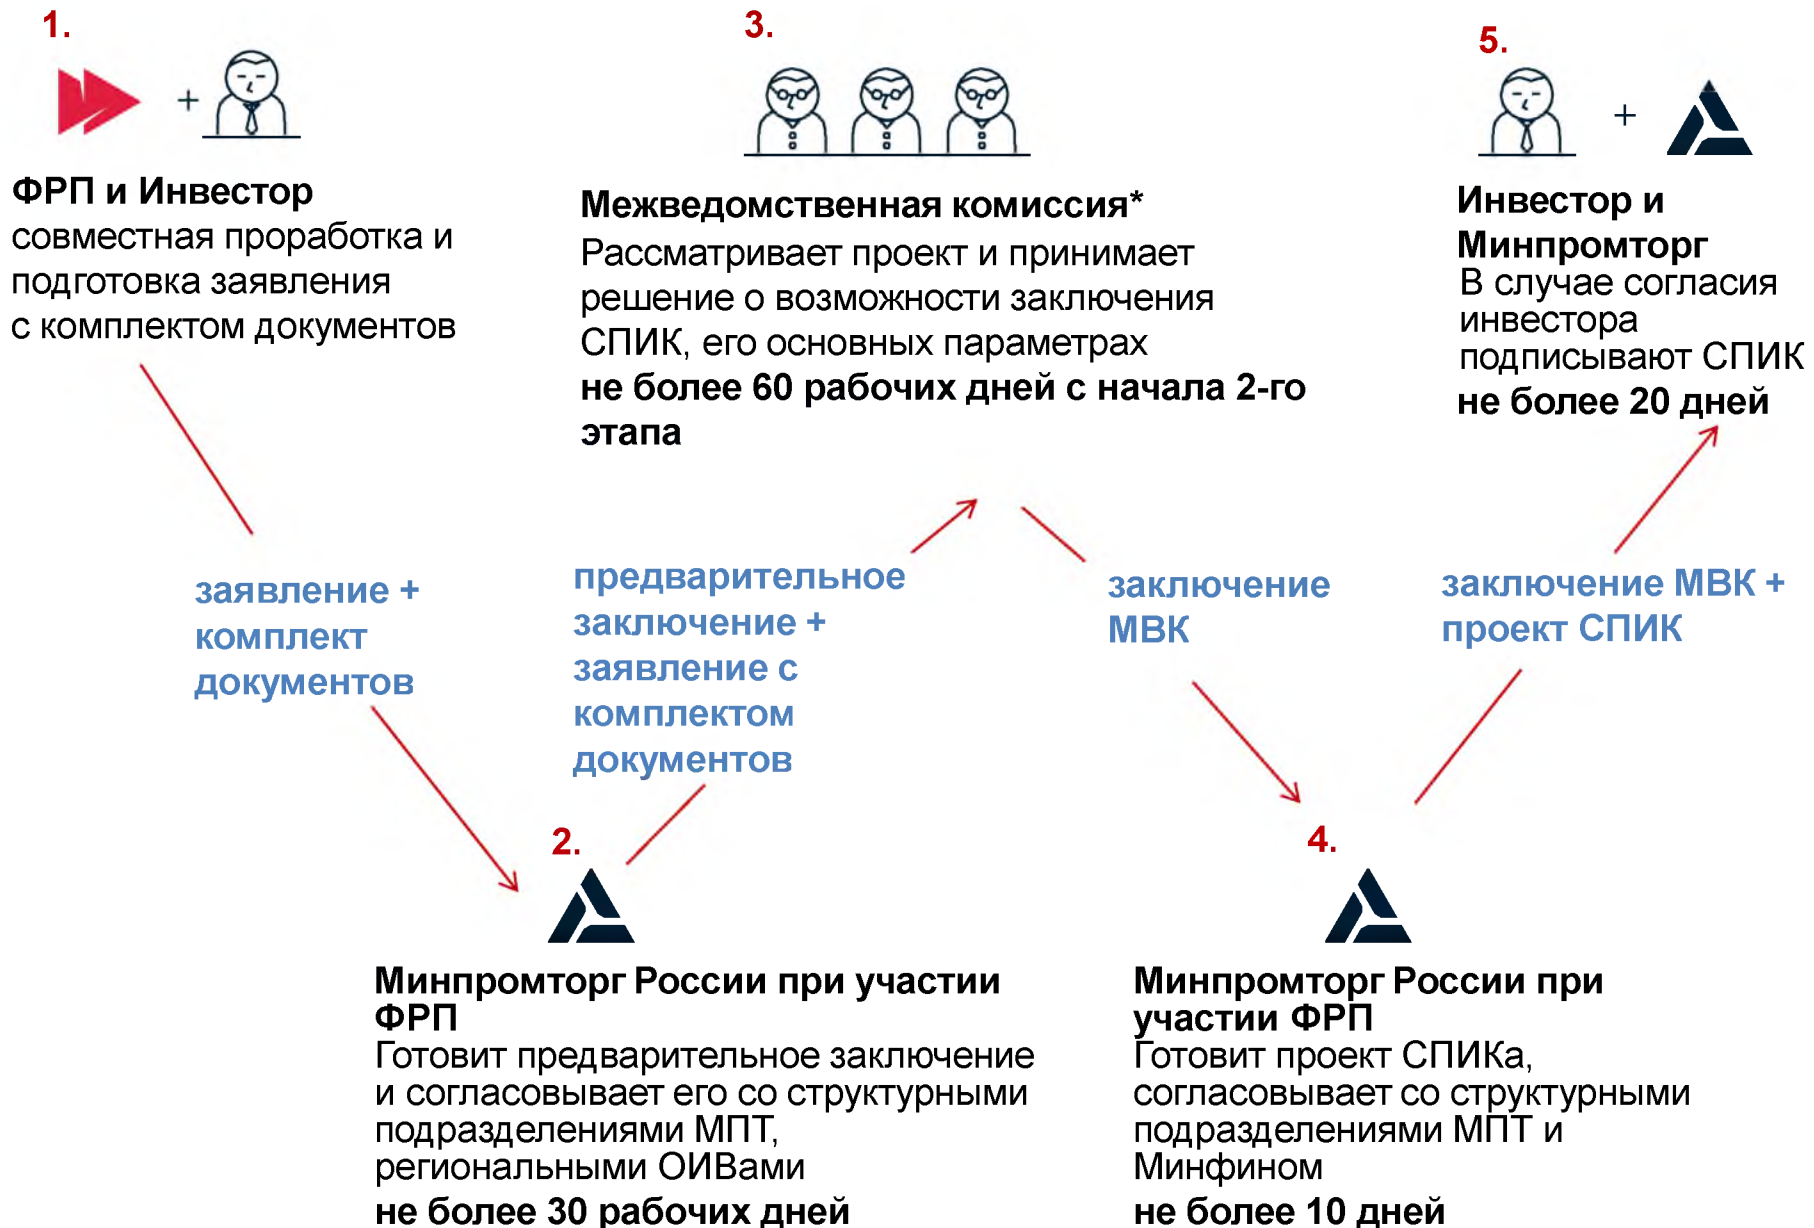 1.
+
ФРП и Инвестор
совместная проработка и
подготовка заявления
с комплектом документов
заявление +
комплект
документов
2.
Минпромторг России при участии
ФРП
Готовит предварительное заключение
и согласовывает его со структурными
подразделениями МПТ,
региональными ОИВами
не более 30 рабочих дней
предварительное
заключение +
заявление с
комплектом
документов
3.
Межведомственная комиссия*
Рассматривает проект и принимает
решение о возможности заключения
СПИК, его основных параметрах
не более 60 рабочих дней с начала 2-го
этапа
заключение
МВК
4.
Минпромторг России при
участии ФРП
Готовит проект СПИКа,
согласовывает со структурными
подразделениями МПТ и
Минфином
не более 10 дней
заключение МВК +
проект СПИК
5.
+
Инвестор и
Минпромторг
В случае согласия
инвестора
подписывают СПИК
не более 20 дней